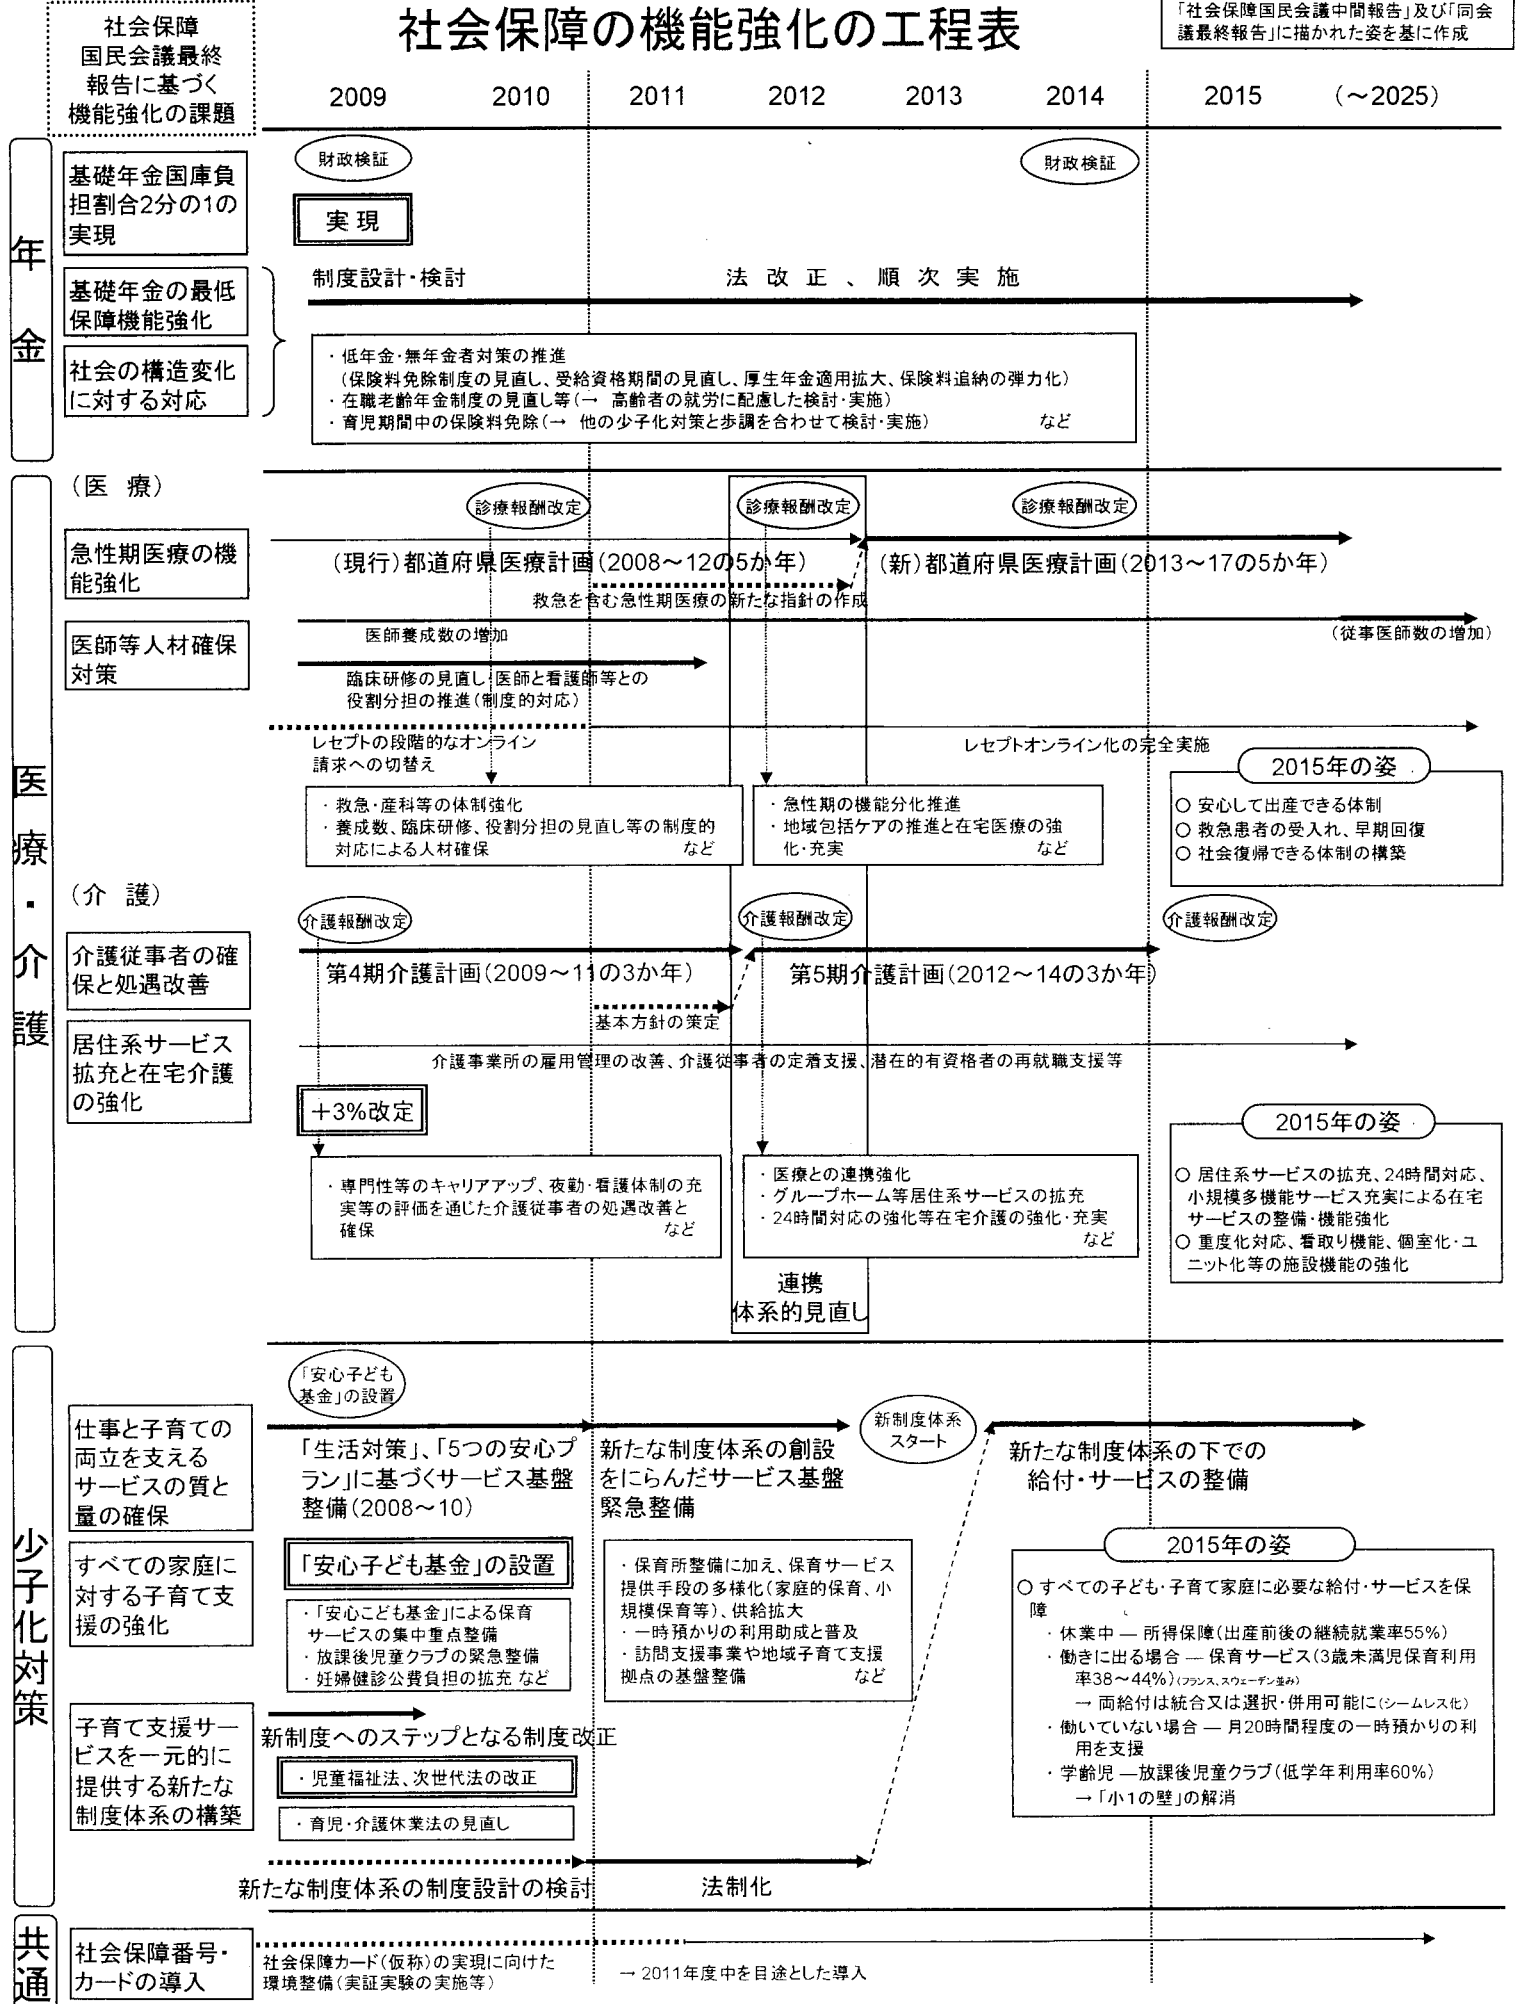 社会保障の機能強化の工程表
「社会保障国民会議中間報告」及び「同会
議最終報告」に描かれた姿を基に作成
社会保障
国民会議最終
報告に基づく
機能強化の課題
2009
2010
2011
2012
2013
2014
2015
（～2025）
年金
基礎年金国庫負
担割合2分の1の
実現
財政検証
財政検証
実現
基礎年金の最低
保障機能強化
社会の構造変化
に対する対応
制度設計・検討
法改正、順次実施
・低年金・無年金者対策の推進
（保険料免除制度の見直し、受給資格期間の見直し、厚生年金適用拡大、保険料追納の弾力化）
・在職老齢年金制度の見直し等（→ 高齢者の就労に配慮した検討・実施）
・育児期間中の保険料免除（→ 他の少子化対策と歩調を合わせて検討・実施） など
医療・介護
（医 療）
診療報酬改定
診療報酬改定
診療報酬改定
急性期医療の機
能強化
（現行）都道府県医療計画（2008～12の5か年）
（新）都道府県医療計画（2013～17の5か年）
救急を含む急性期医療の新たな指針の作成
医師等人材確保
対策
医師養成数の増加
（従事医師数の増加）
臨床研修の見直し・医師と看護師等との
役割分担の推進（制度的対応）
レセプトの段階的なオンライン
請求への切替え
レセプトオンライン化の完全実施
・救急・産科等の体制強化
・養成数、臨床研修、役割分担の見直し等の制度的
対応による人材確保 など
・急性期の機能分化推進
・地域包括ケアの推進と在宅医療の強
化・充実 など
2015年の姿
○ 安心して出産できる体制
○ 救急患者の受入れ、早期回復
○ 社会復帰できる体制の構築
（介 護）
介護報酬改定
介護報酬改定
介護報酬改定
介護従事者の確
保と処遇改善
第4期介護計画（2009～11の3か年）
第5期介護計画（2012～14の3か年）
基本方針の策定
居住系サービス
拡充と在宅介護
の強化
介護事業所の雇用管理の改善、介護従事者の定着支援、潜在的有資格者の再就職支援等
＋3%改定
・専門性等のキャリアアップ、夜勤・看護体制の充
実等の評価を通じた介護従事者の処遇改善と
確保 など
・医療との連携強化
・グループホーム等居住系サービスの拡充
・24時間対応の強化等在宅介護の強化・充実
など
2015年の姿
○ 居住系サービスの拡充、24時間対応、
小規模多機能サービス充実による在宅
サービスの整備・機能強化
○ 重度化対応、看取り機能、個室化・ユ
ニット化等の施設機能の強化
連携
体系的見直し
少子化対策
「安心子ども
基金」の設置
仕事と子育ての
両立を支える
サービスの質と
量の確保
「生活対策」、「5つの安心プ
ラン」に基づくサービス基盤
整備（2008～10）
新たな制度体系の創設
をにらんだサービス基盤
緊急整備
新制度体系
スタート
新たな制度体系の下での
給付・サービスの整備
すべての家庭に
対する子育て支
援の強化
「安心子ども基金」の設置
・「安心こども基金」による保育
サービスの集中重点整備
・放課後児童クラブの緊急整備
・妊婦健診公費負担の拡充 など
・保育所整備に加え、保育サービス
提供手段の多様化（家庭的保育、小
規模保育等）、供給拡大
・一時預かりの利用助成と普及
・訪問支援事業や地域子育て支援
拠点の基盤整備 など
2015年の姿
○ すべての子ども・子育て家庭に必要な給付・サービスを保
障
・休業中 ― 所得保障（出産前後の継続就業率55%）
・働きに出る場合 ― 保育サービス（3歳未満児保育利用
率38～44%）（フランス、スウェーデン並み）
→ 両給付は統合又は選択・併用可能に（シームレス化）
・働いていない場合 ― 月20時間程度の一時預かりの利
用を支援
・学齢児 ―放課後児童クラブ（低学年利用率60%）
→ 「小1の壁」の解消
子育て支援サー
ビスを一元的に
提供する新たな
制度体系の構築
新制度へのステップとなる制度改正
・児童福祉法、次世代法の改正
・育児・介護休業法の見直し
新たな制度体系の制度設計の検討
法制化
共通
社会保障番号・
カードの導入
社会保障カード（仮称）の実現に向けた
環境整備（実証実験の実施等）
→ 2011年度中を目途とした導入